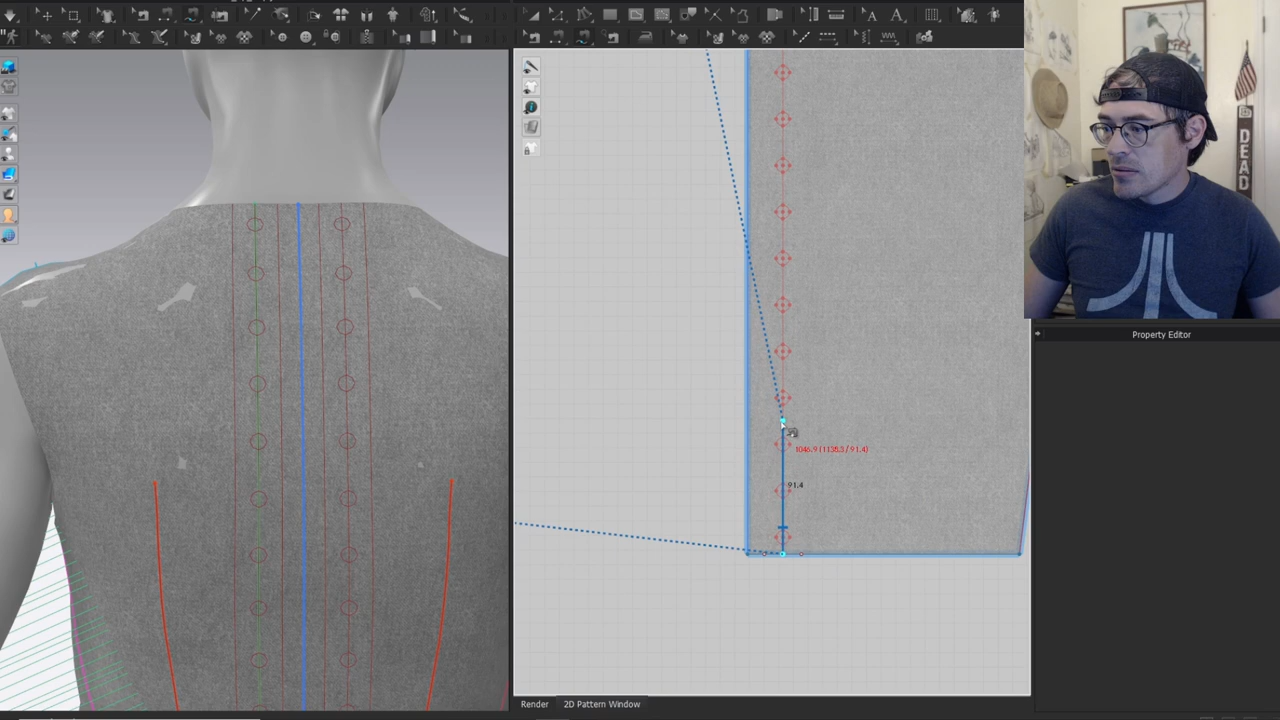 DEAD
Property Editor
1046.9 (1138.3 / 91.4)
91.4
Render
2D Pattern Window